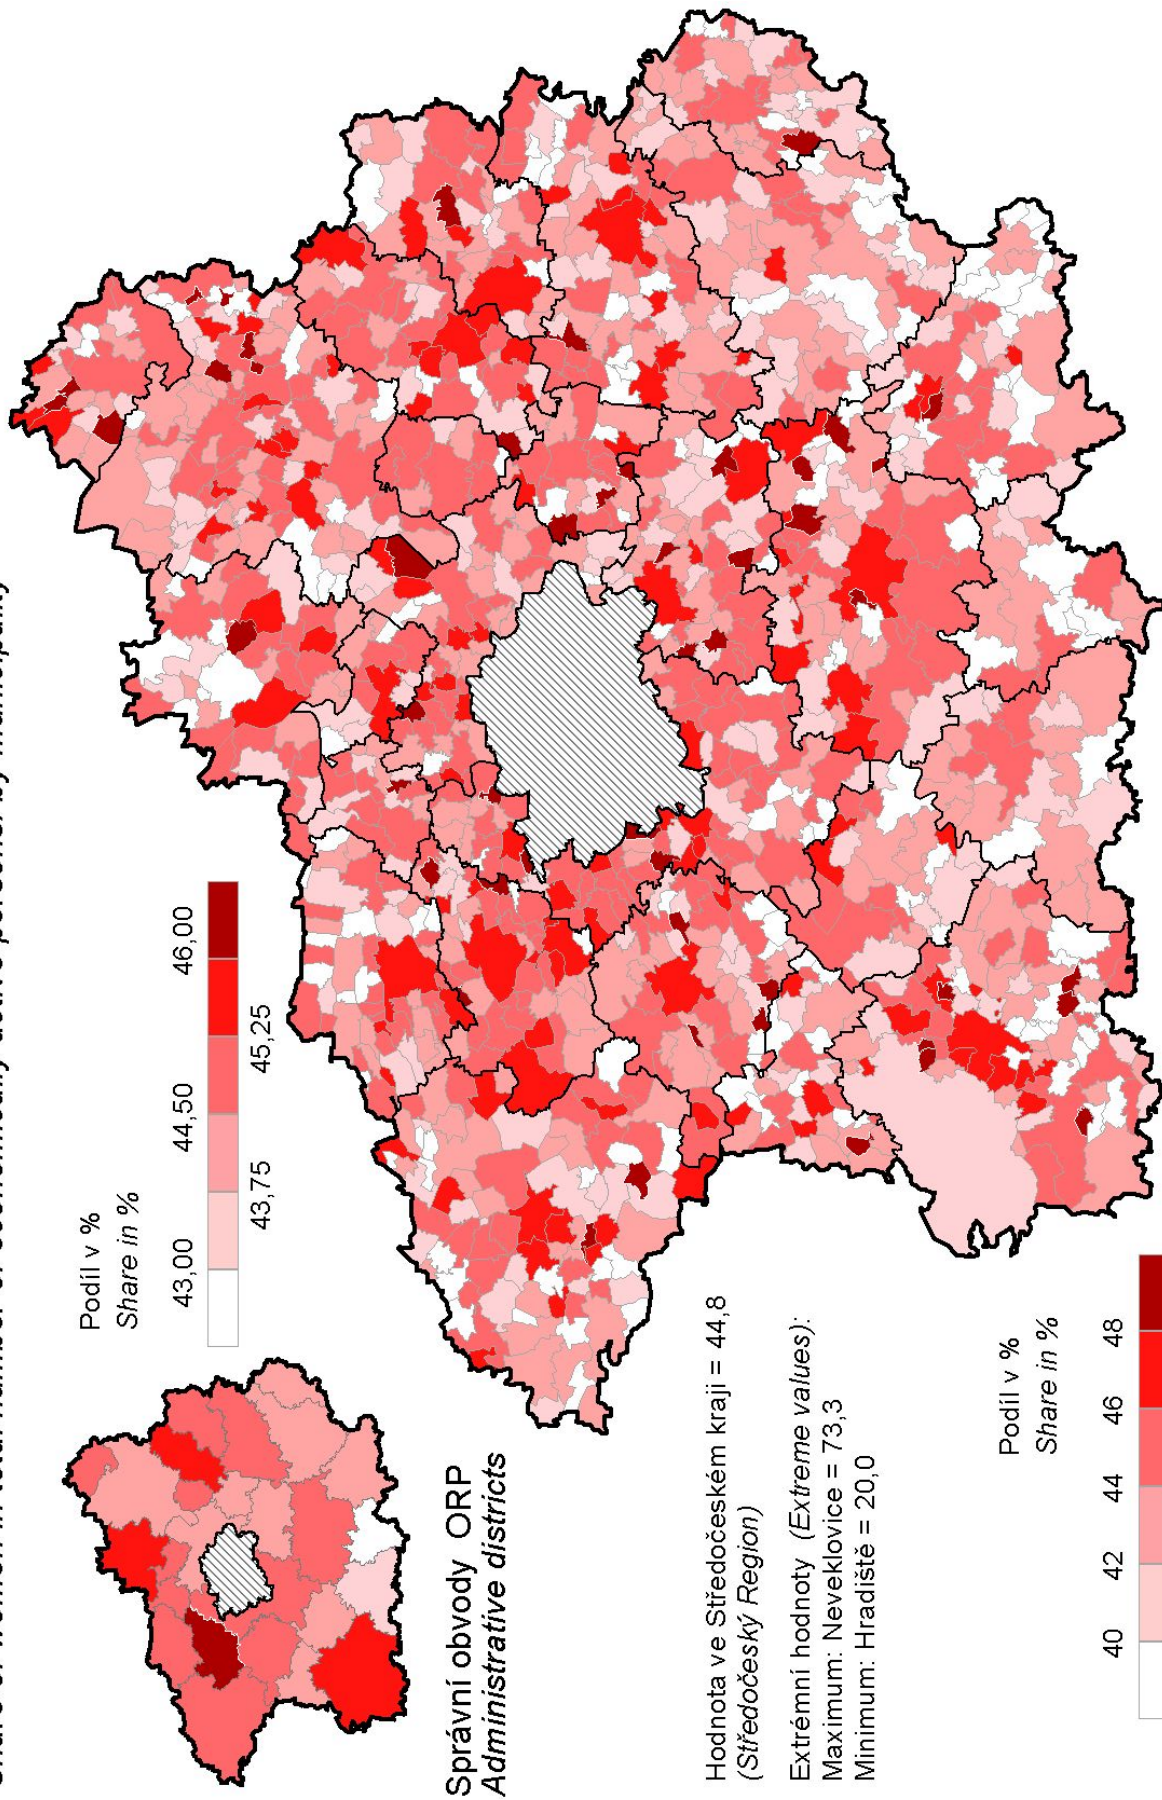 Share of women in total number of economically active persons: by municipality
Podíl v %
Share in %
43,00 44,50 46,00
43,75 45,25
Správní obvody ORP
Administrative districts
Hodnota ve Středočeském kraji = 44,8
(Středočeský Region)
Extrémní hodnoty (Extreme values):
Maximum: Neveklovice = 73,3
Minimum: Hradiště = 20,0
Podíl v %
Share in %
40 42 44 46 48